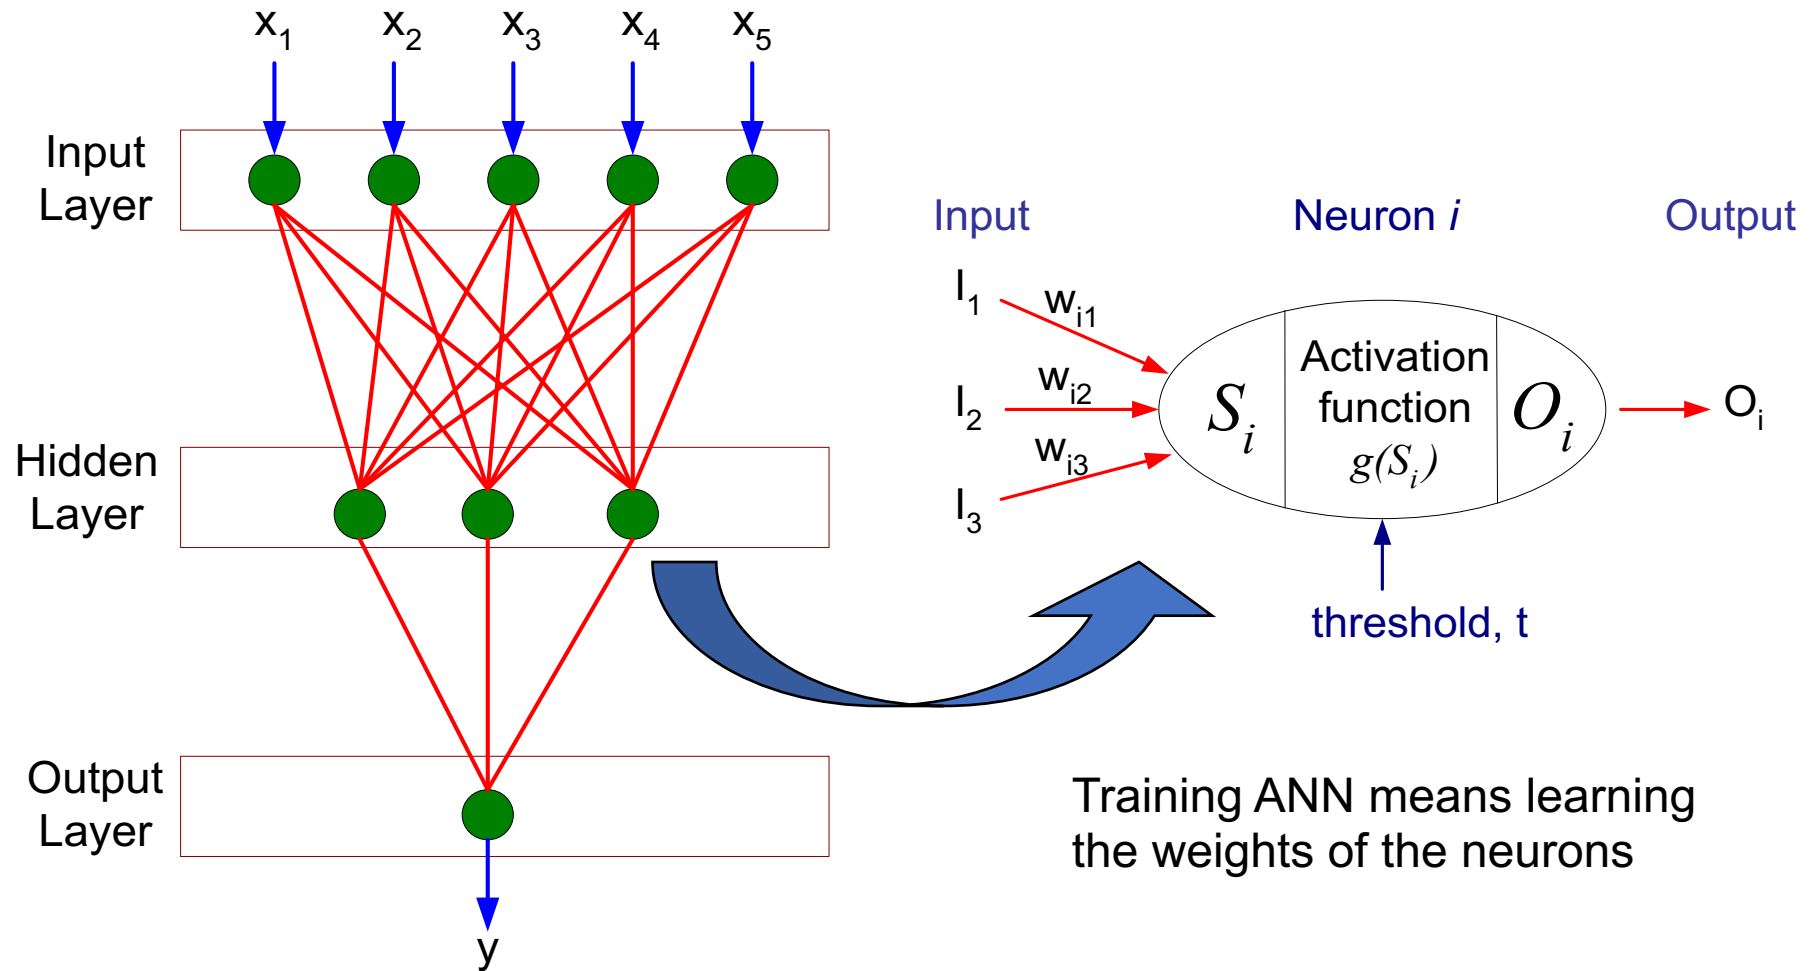 x₁ x₂ x₃ x₄ x₅
Input
Layer
Hidden
Layer
Output
Layer
y
Input Neuron i Output
I₁ wᵢ₁
I₂ wᵢ₂
I₃ wᵢ₃
Sᵢ
Activation
function
g(Sᵢ)
Oᵢ
Oᵢ
threshold, t
Training ANN means learning
the weights of the neurons